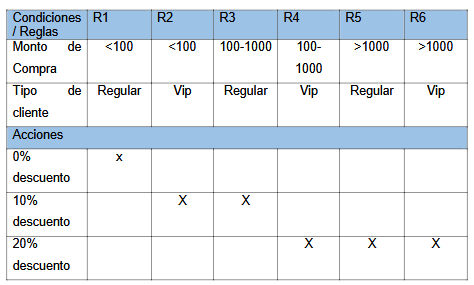 Condiciones / Reglas R1 R2 R3 R4 R5 R6
Monto de Compra <100 <100 100-1000 100-1000 >1000 >1000
Tipo de cliente Regular Vip Regular Vip Regular Vip
Acciones
0% descuento x
10% descuento X X
20% descuento X X X